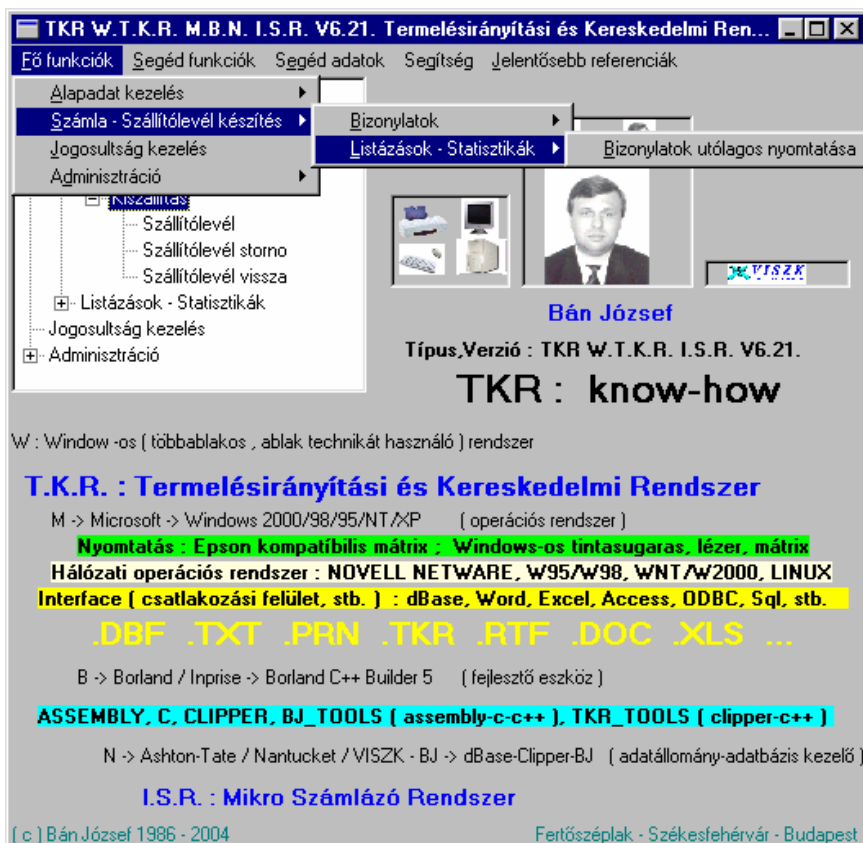 TKR W.T.K.R. M.B.N. I.S.R. V6.21. Termelésirányítási és Kereskedelmi Ren...
Fő funkciók Segéd funkciók Segéd adatok Segítség Jelentősebb referenciák
Alapadat kezelés
Számla - Szállítólevél készítés
Jogosultság kezelés
Adminisztráció
Bizonylatok
Listázások - Statisztikák
Bizonylatok utólagos nyomtatása
Kiszállítás
Szállítólevél
Szállítólevél storno
Szállítólevél vissza
Listázások - Statisztikák
Jogosultság kezelés
Adminisztráció
VISZK
Bán József
Típus,Verzió : TKR W.T.K.R. I.S.R. V6.21.
TKR : know-how
W : Window -os ( többablakos , ablak technikát használó ) rendszer
T.K.R. : Termelésirányítási és Kereskedelmi Rendszer
M -> Microsoft -> Windows 2000/98/95/NT/XP ( operációs rendszer )
Nyomtatás : Epson kompatíbilis mátrix ; Windows-os tintasugaras, lézer, mátrix
Hálózati operációs rendszer : NOVELL NETWARE, W95/W98, WNT/W2000, LINUX
Interface ( csatlakozási felület, stb. ) : dBase, Word, Excel, Access, ODBC, Sql, stb.
.DBF .TXT .PRN .TKR .RTF .DOC .XLS ...
B -> Borland / Inprise -> Borland C++ Builder 5 ( fejlesztő eszköz )
ASSEMBLY, C, CLIPPER, BJ_TOOLS ( assembly-c-c++ ), TKR_TOOLS ( clipper-c++ )
N -> Ashton-Tate / Nantucket / VISZK - BJ -> dBase-Clipper-BJ ( adatállomány-adatbázis kezelő )
I.S.R. : Mikro Számlázó Rendszer
( c ) Bán József 1986 - 2004 Fertőszéplak - Székesfehérvár - Budapest